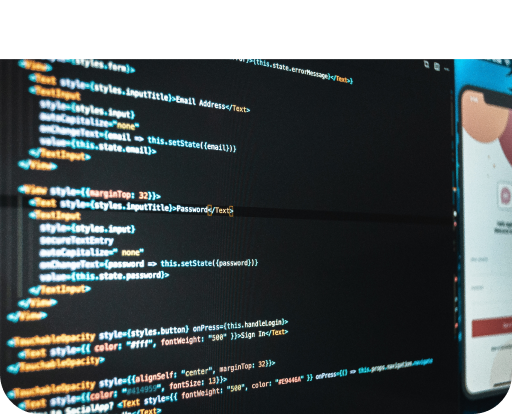 {this.state.errorMessage}</Text>}
style={styles.form}>
<View>
<Text style={styles.inputTitle}>Email Address</Text>
<TextInput
style={styles.input}
autoCapitalize="none"
onChangeText={email => this.setState({email})}
value={this.state.email}>
</TextInput>
</View>
<View style={{marginTop: 32}}>
<Text style={styles.inputTitle}>Password</Text>
<TextInput
style={styles.input}
secureTextEntry
autoCapitalize=" none"
onChangeText={password => this.setState({password})}
value={this.state.password}>
</TextInput>
</View>
</View>
<TouchableOpacity style={styles.button} onPress={this.handleLogin}>
<Text style={{ color: "#fff", fontWeight: "500" }}>Sign In</Text>
</TouchableOpacity>
<TouchableOpacity style={{alignSelf: "center", marginTop: 32}}>
<Text style={{color: "#414959", fontSize: 13}}>
to SocialApp? <Text style={{ fontWeight: "500", color: "#E9446A" }} onPress={() => this.props.navigation.navigate
</Text>